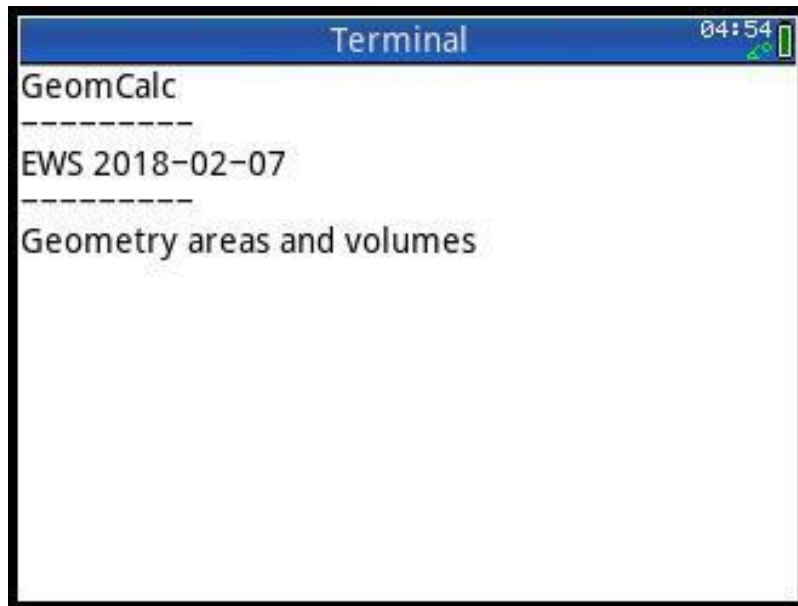 Terminal
04:54
GeomCalc
---------
EWS 2018-02-07
---------
Geometry areas and volumes